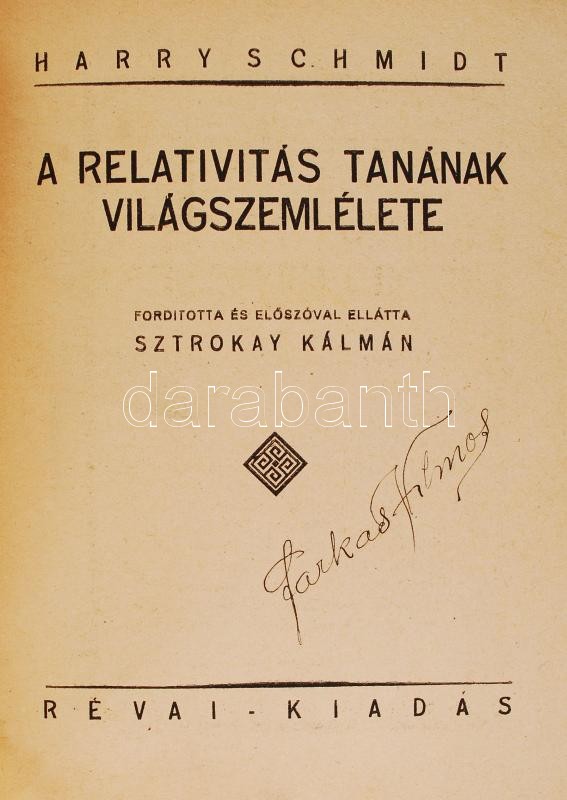 HARRY SCHMIDT
A RELATIVITÁS TANÁNAK
VILÁGSZEMLÉLETE
FORDITOTTA ÉS ELŐSZÓVAL ELLÁTTA
SZTROKAY KÁLMÁN
darabanth
Farkas Vilmos
RÉVAI-KIADÁS